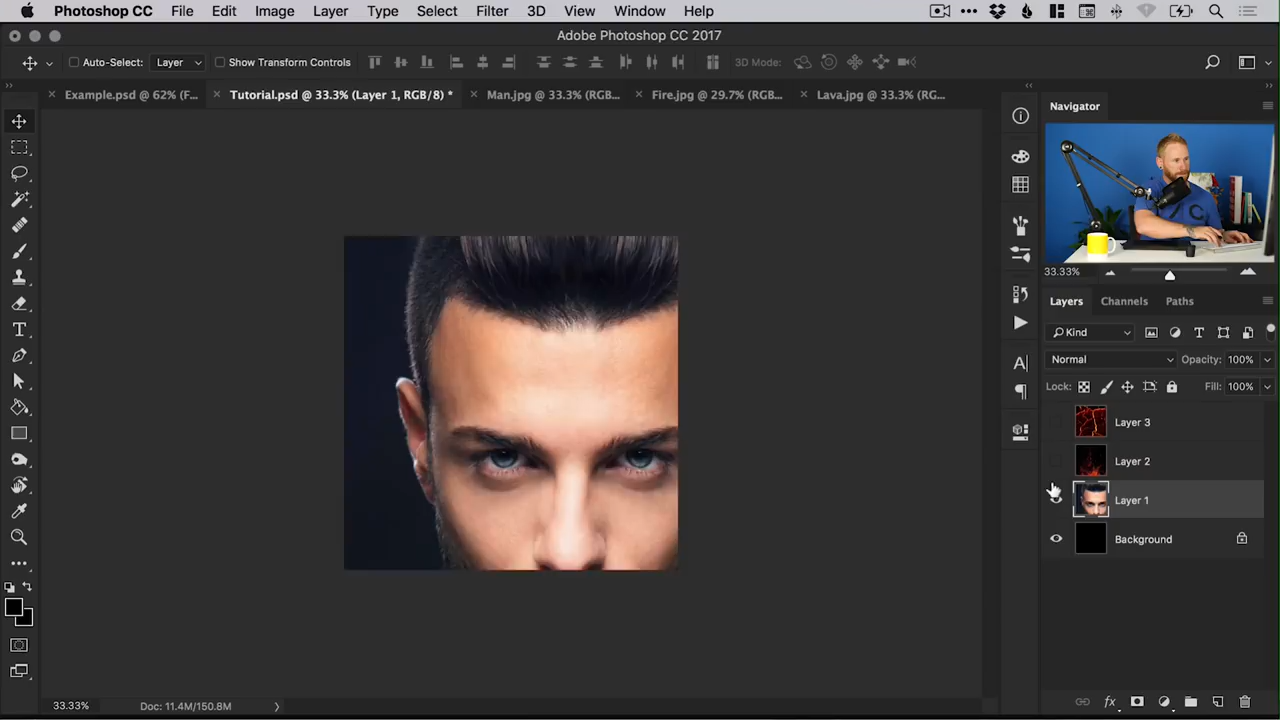 Photoshop CC File Edit Image Layer Type Select Filter 3D View Window Help
Adobe Photoshop CC 2017
Auto-Select: Layer Show Transform Controls 3D Mode:
Example.psd @ 62% (F... Tutorial.psd @ 33.3% (Layer 1, RGB/8) * Man.jpg @ 33.3% (RGB... Fire.jpg @ 29.7% (RGB... Lava.jpg @ 33.3% (RG...
Navigator
33.33%
Layers Channels Paths
Kind
Normal Opacity: 100%
Lock: Fill: 100%
Layer 3
Layer 2
Layer 1
Background
33.33% Doc: 11.4M/150.8M